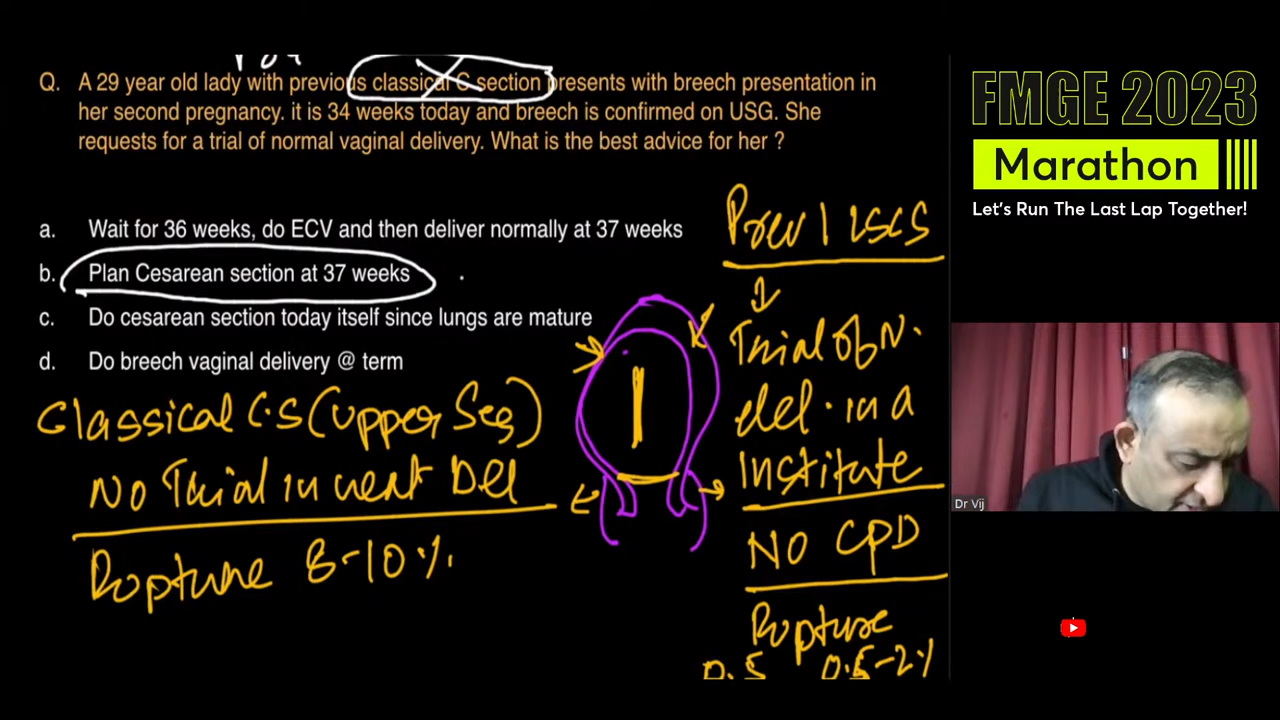 Q. A 29 year old lady with previous classical C section presents with breech presentation in
her second pregnancy. it is 34 weeks today and breech is confirmed on USG. She
requests for a trial of normal vaginal delivery. What is the best advice for her ?
a. Wait for 36 weeks, do ECV and then deliver normally at 37 weeks
b. Plan Cesarean section at 37 weeks
c. Do cesarean section today itself since lungs are mature
d. Do breech vaginal delivery @ term
Classical C.S (Upper Seg)
No Trial in next Del
Rupture 8-10%
Prev 1 LSCS
Trial of N.
del. in a
Institute
NO CPD
Rupture
0.5 0.5-2%
FMGE 2023
Marathon
Let's Run The Last Lap Together!
Dr Vij